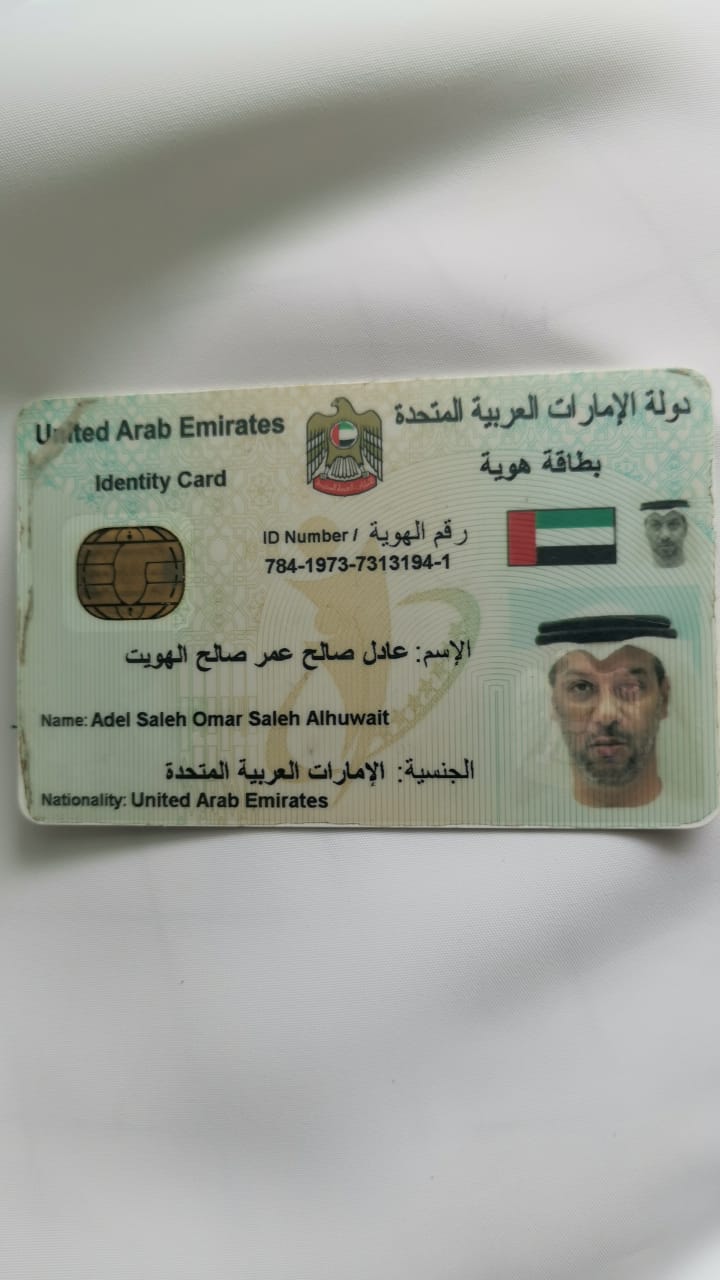 United Arab Emirates
دولة الإمارات العربية المتحدة
Identity Card
بطاقة هوية
ID Number / رقم الهوية
784-1973-7313194-1
الإسم: عادل صالح عمر صالح الهويت
Name: Adel Saleh Omar Saleh Alhuwait
الجنسية: الإمارات العربية المتحدة
Nationality: United Arab Emirates